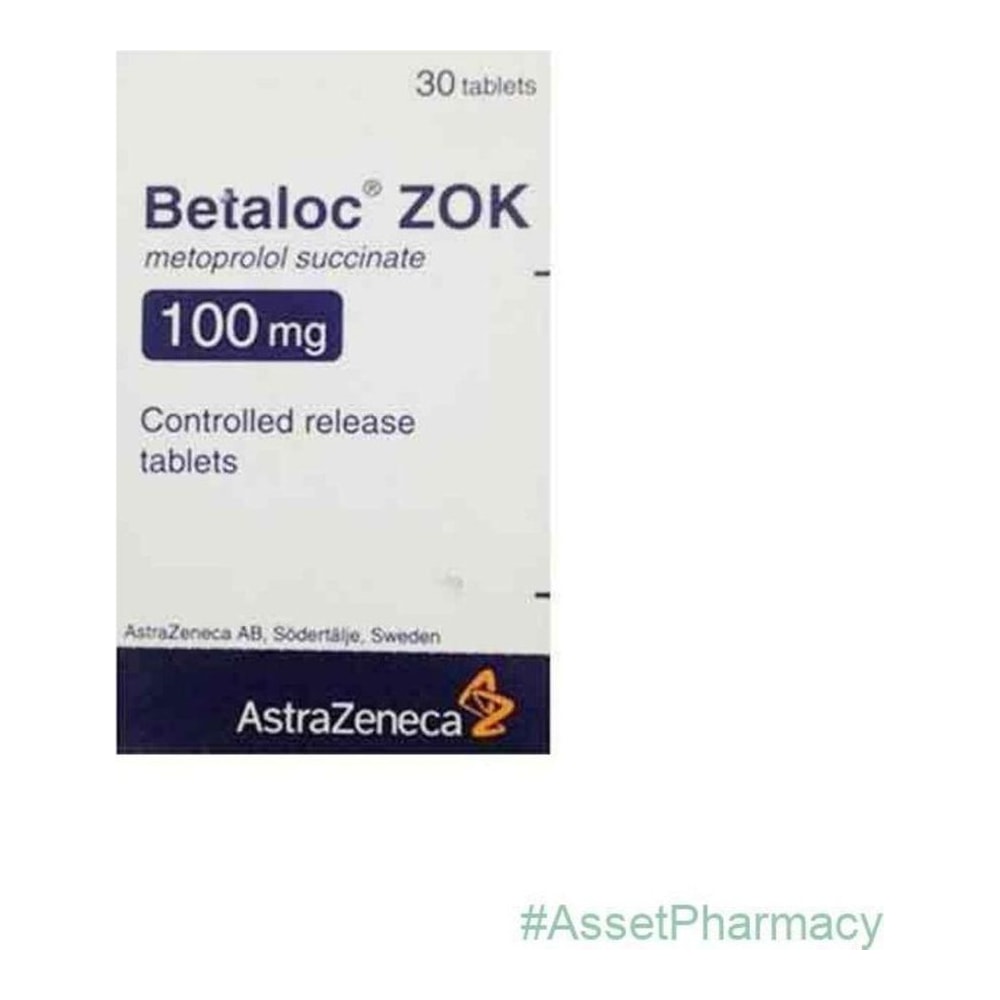 30 tablets
Betaloc® ZOK
metoprolol succinate
100 mg
Controlled release
tablets
AstraZeneca AB, Södertälje, Sweden
AstraZeneca
#AssetPharmacy